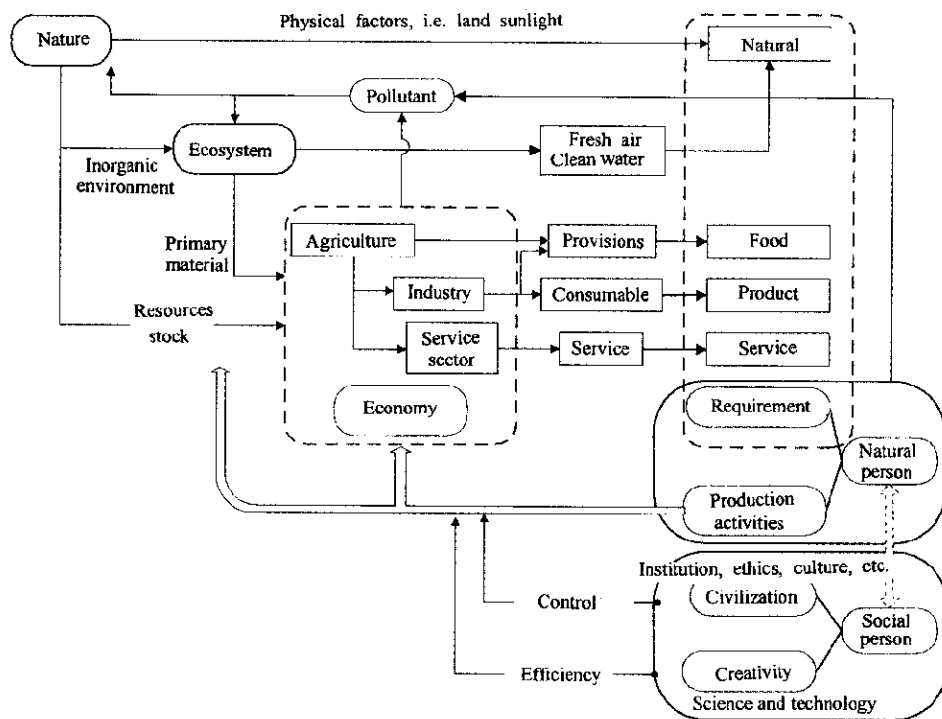 Physical factors, i.e. land sunlight
Nature
Natural
Pollutant
Ecosystem
Fresh air
Clean water
Inorganic
environment
Primary
material
Agriculture
Provisions
Food
Industry
Consumable
Product
Resources
stock
Service
sector
Service
Service
Economy
Requirement
Natural
person
Production
activities
Institution, ethics, culture, etc.
Control
Civilization
Social
person
Efficiency
Creativity
Science and technology